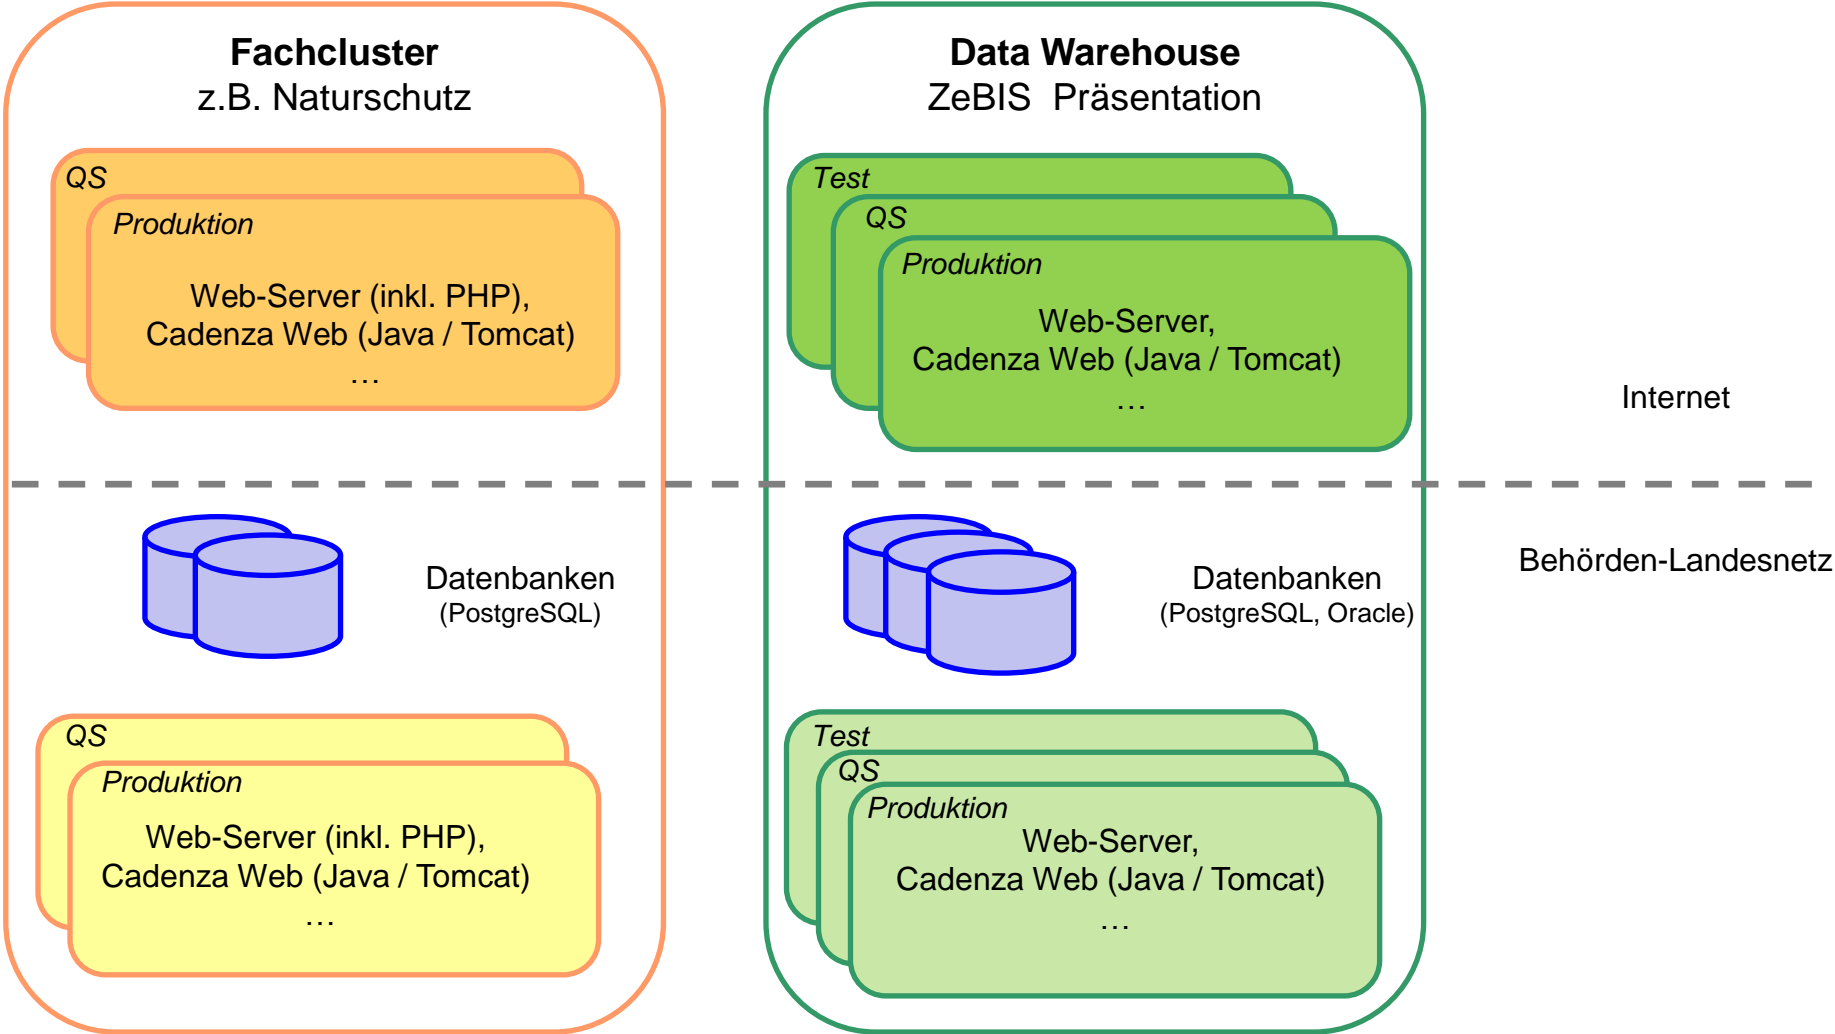 Fachcluster
z.B. Naturschutz
QS
Produktion
Web-Server (inkl. PHP),
Cadenza Web (Java / Tomcat)
…
Datenbanken
(PostgreSQL)
QS
Produktion
Web-Server (inkl. PHP),
Cadenza Web (Java / Tomcat)
…
Data Warehouse
ZeBIS Präsentation
Test
QS
Produktion
Web-Server,
Cadenza Web (Java / Tomcat)
…
Datenbanken
(PostgreSQL, Oracle)
Test
QS
Produktion
Web-Server,
Cadenza Web (Java / Tomcat)
…
Internet
Behörden-Landesnetz